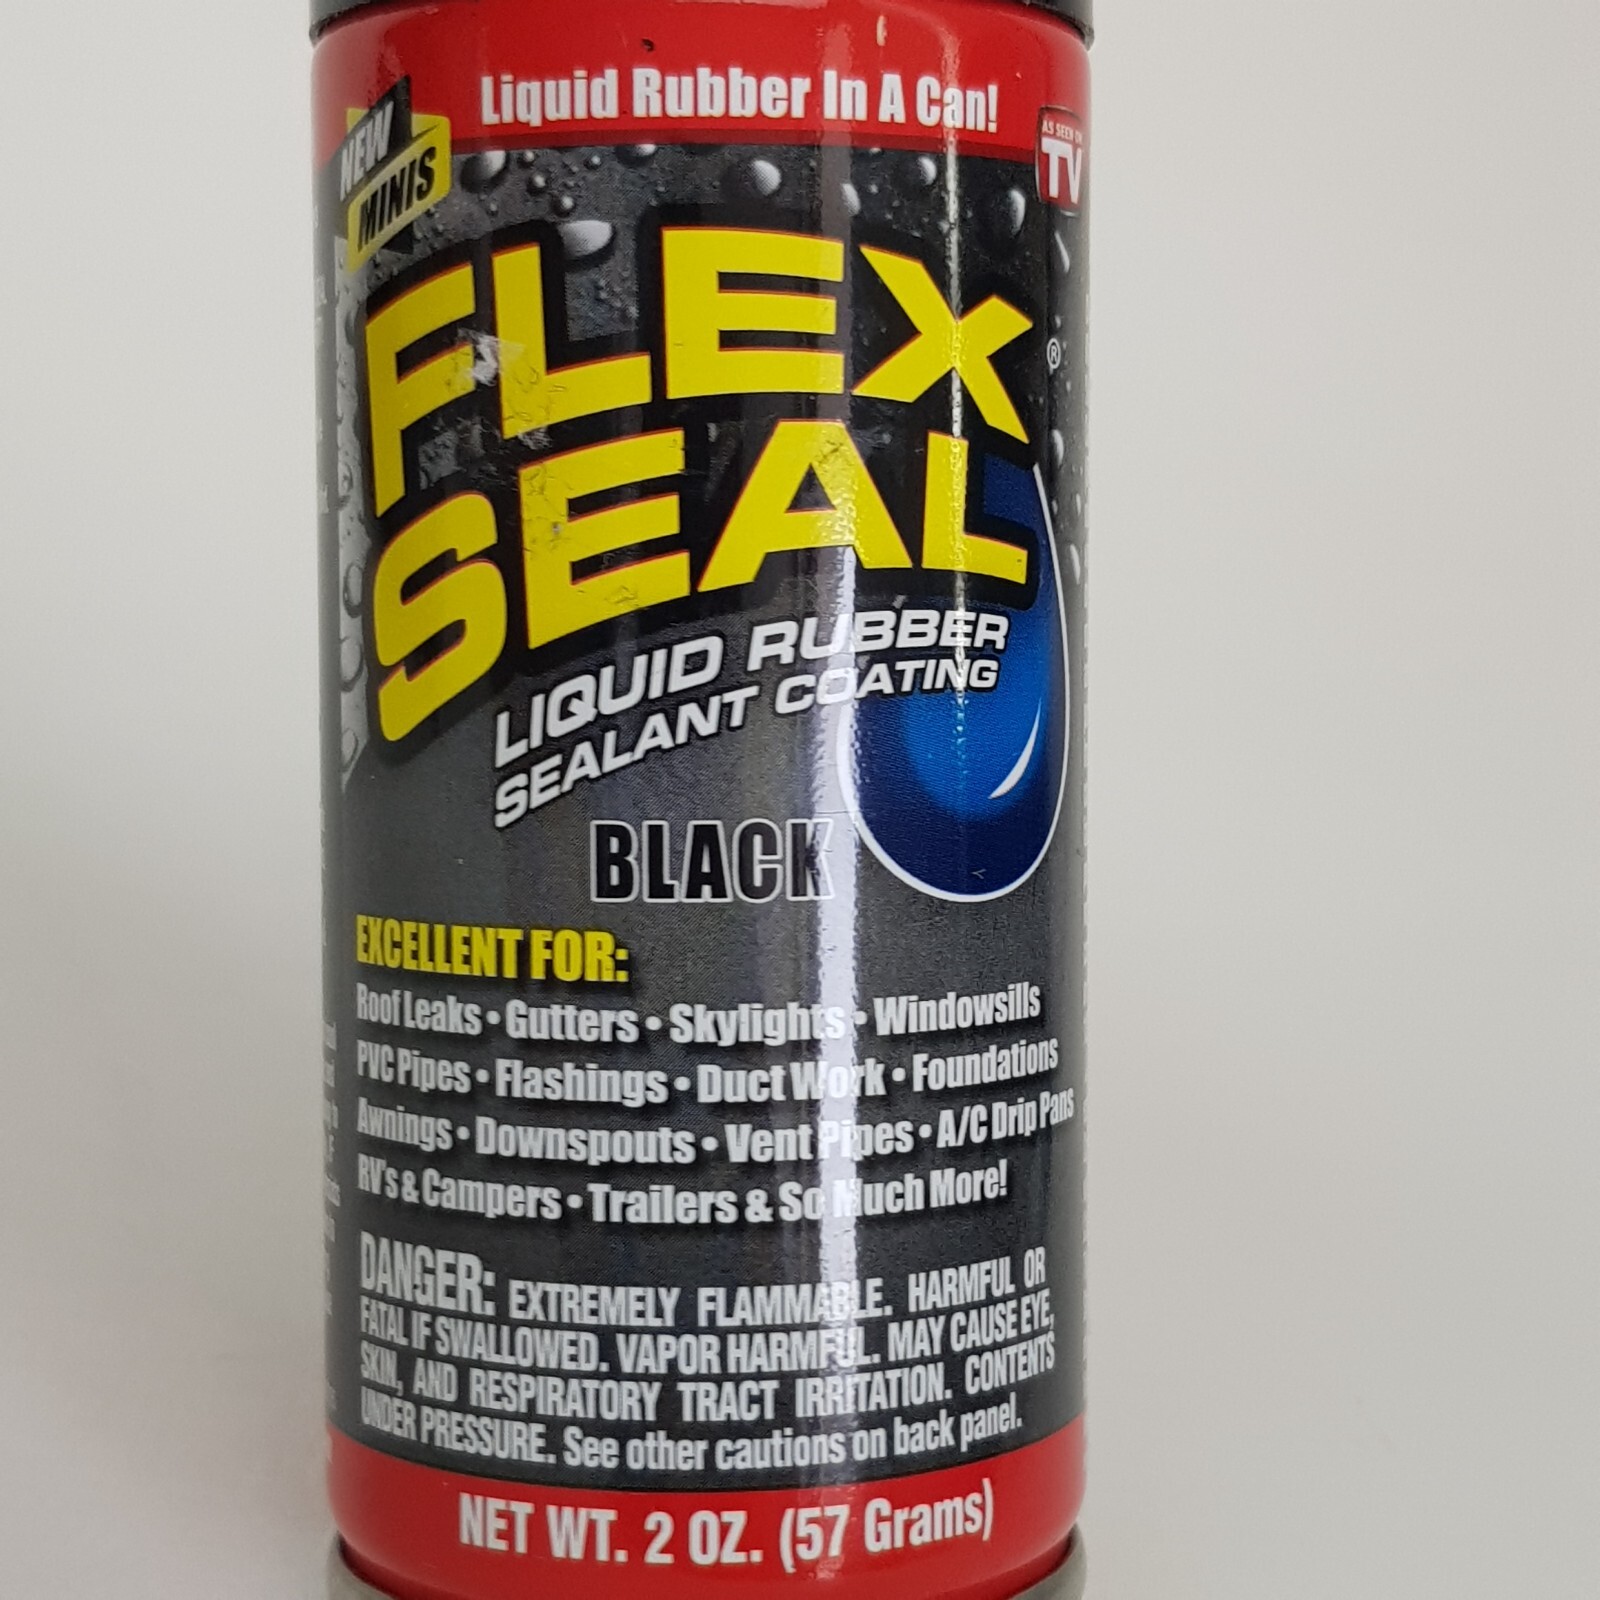 Liquid Rubber In A Can!
NEW
MINIS
AS SEEN ON
TV
FLEX
SEAL®
LIQUID RUBBER
SEALANT COATING
BLACK
EXCELLENT FOR:
Roof Leaks • Gutters • Skylights • Windowsills
PVC Pipes • Flashings • Duct Work • Foundations
Awnings • Downspouts • Vent Pipes • A/C Drip Pans
RV's & Campers • Trailers & So Much More!
DANGER: EXTREMELY FLAMMABLE. HARMFUL OR
FATAL IF SWALLOWED. VAPOR HARMFUL. MAY CAUSE EYE,
SKIN, AND RESPIRATORY TRACT IRRITATION. CONTENTS
UNDER PRESSURE. See other cautions on back panel.
NET WT. 2 OZ. (57 Grams)